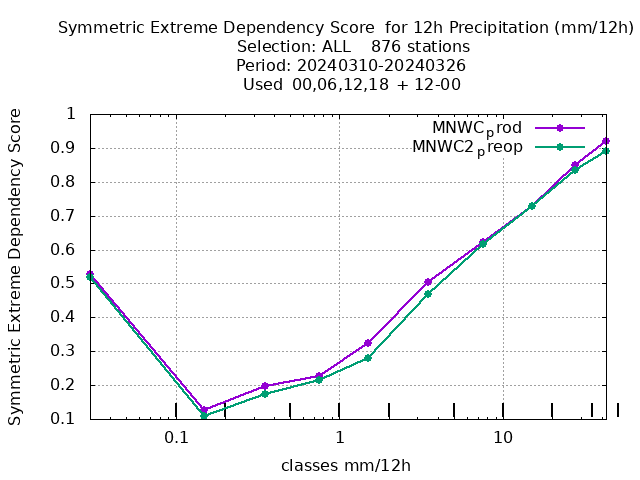 Symmetric Extreme Dependency Score  for 12h Precipitation (mm/12h)
Selection: ALL    876 stations
Period: 20240310-20240326
Used  00,06,12,18  + 12-00
MNWCprod
MNWC2preop
1
0.9
0.8
0.7
0.6
0.5
0.4
0.3
0.2
0.1
Symmetric Extreme Dependency Score
0.1 1 10
classes mm/12h